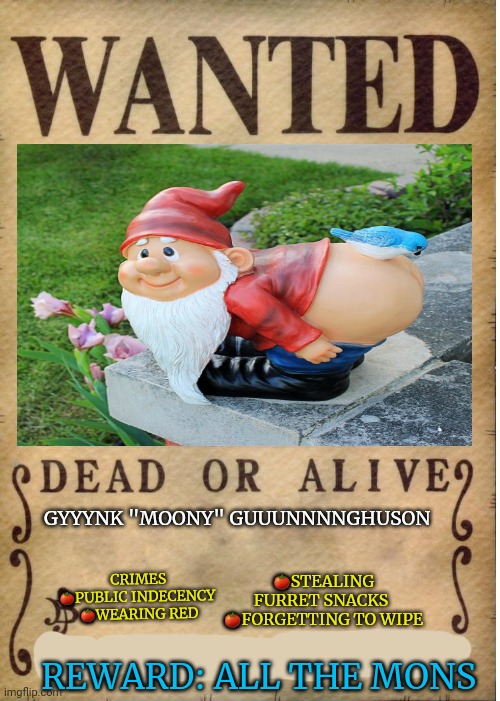 WANTED
DEAD OR ALIVE
GYYYNK "MOONY" GUUUNNNNGHUSON
CRIMES
🍅PUBLIC INDECENCY
🍅WEARING RED
🍅STEALING
FURRET SNACKS
🍅FORGETTING TO WIPE
REWARD: ALL THE MONS
imgflip.com